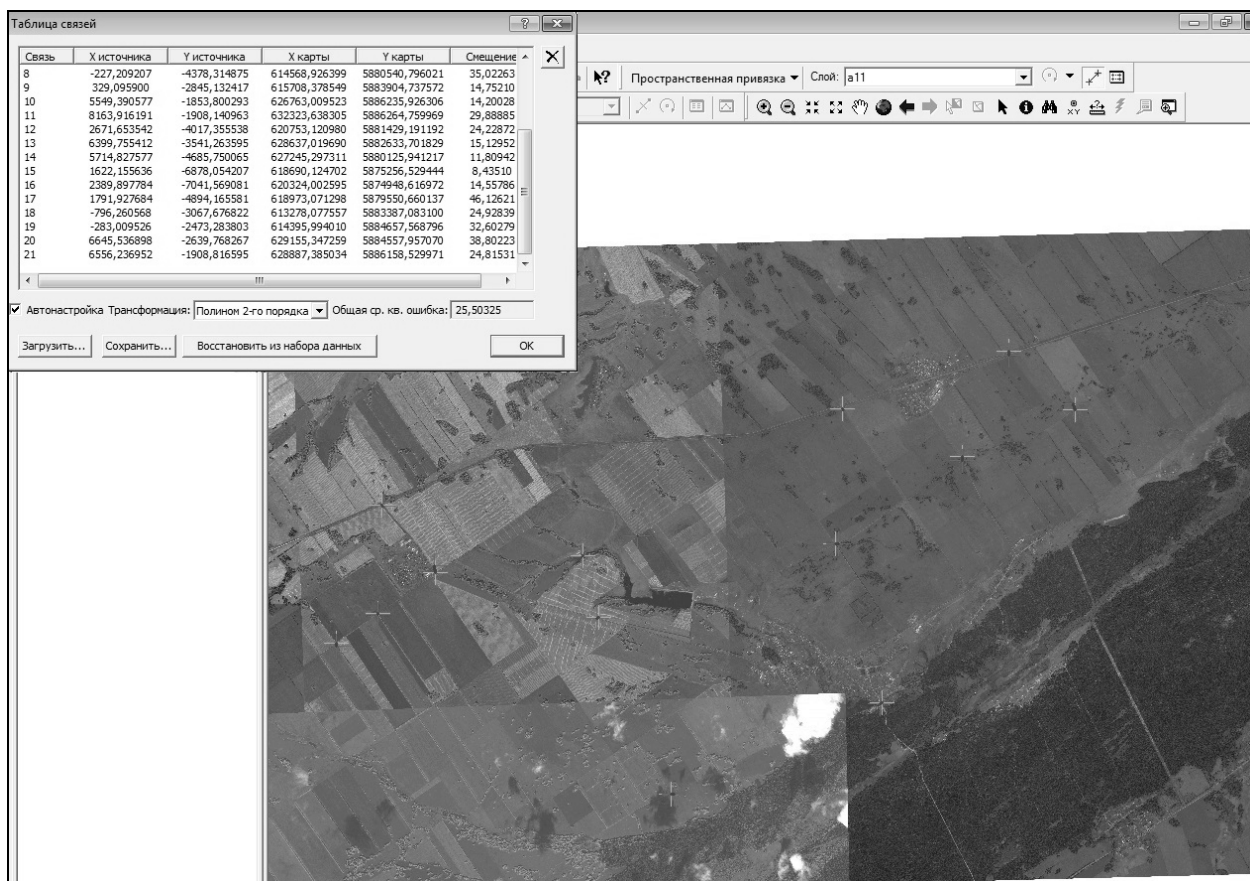 Таблица связей
Связь X источника Y источника X карты Y карты Смещение
8 -227,209207 -4378,314875 614568,926399 5880540,796021 35,02263
9 329,095900 -2845,132417 615708,378549 5883904,737572 14,75210
10 5549,390577 -1853,800293 626763,009523 5886235,926306 14,20028
11 8163,916191 -1908,140963 632323,638305 5886264,759969 29,88885
12 2671,653542 -4017,355538 620753,120980 5881429,191192 24,22872
13 6399,755412 -3541,263595 628637,019690 5882633,701829 15,12952
14 5714,827577 -4685,750065 627245,297311 5880125,941217 11,80942
15 1622,155636 -6878,054207 618690,124702 5875256,529444 8,43510
16 2389,897784 -7041,569081 620324,002595 5874948,616972 14,55786
17 1791,927684 -4894,165581 618973,071298 5879550,660137 46,12621
18 -796,260568 -3067,676822 613278,077557 5883387,083100 24,92839
19 -283,009526 -2473,283803 614395,994010 5884657,568796 32,60279
20 6645,536898 -2639,768267 629155,347259 5884557,957070 38,80223
21 6556,236952 -1908,816595 628887,385034 5886158,529971 24,81531
Автонастройка Трансформация: Полином 2-го порядка Общая ср. кв. ошибка: 25,50325
Загрузить... Сохранить... Восстановить из набора данных OK
Пространственная привязка Слой: a11